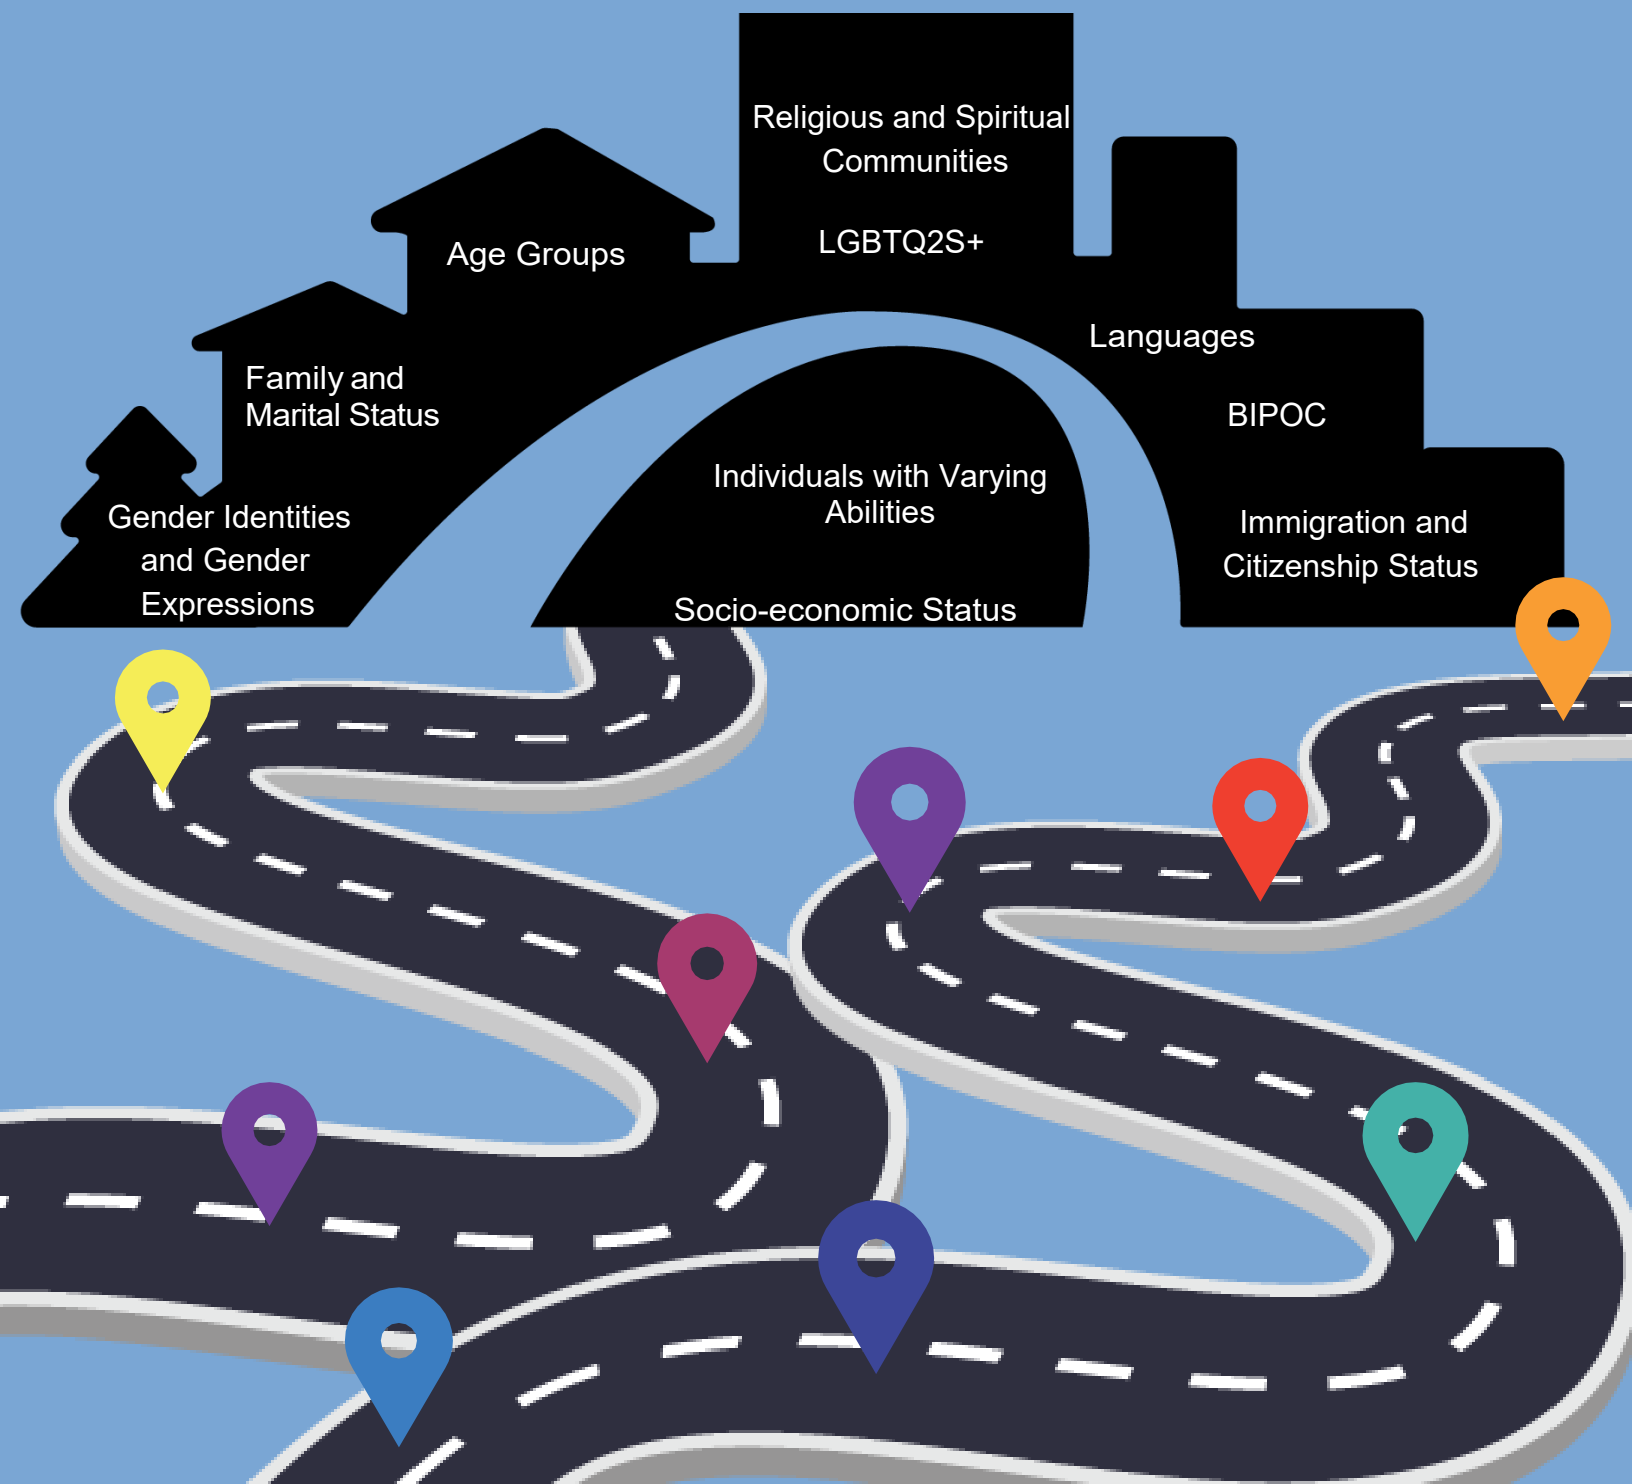 Religious and Spiritual
Communities
LGBTQ2S+
Age Groups
Languages
Family and
Marital Status
BIPOC
Individuals with Varying
Abilities
Gender Identities
and Gender
Expressions
Immigration and
Citizenship Status
Socio-economic Status